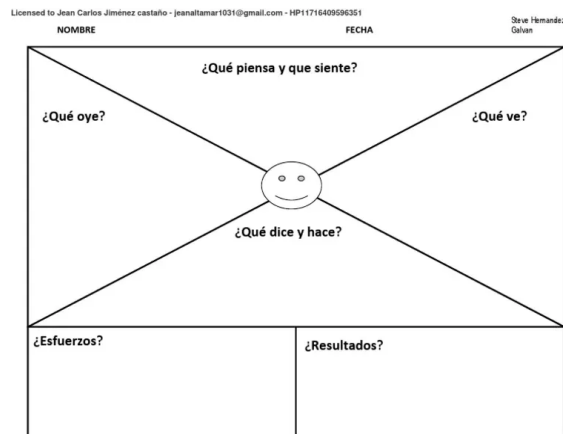 Licensed to Jean Carlos Jiménez castaño - jeanaltamar1031@gmail.com - HP11716409596351
Steve Hernandez
Galvan
NOMBRE FECHA
¿Qué piensa y que siente?
¿Qué oye? ¿Qué ve?
¿Qué dice y hace?
¿Esfuerzos? ¿Resultados?